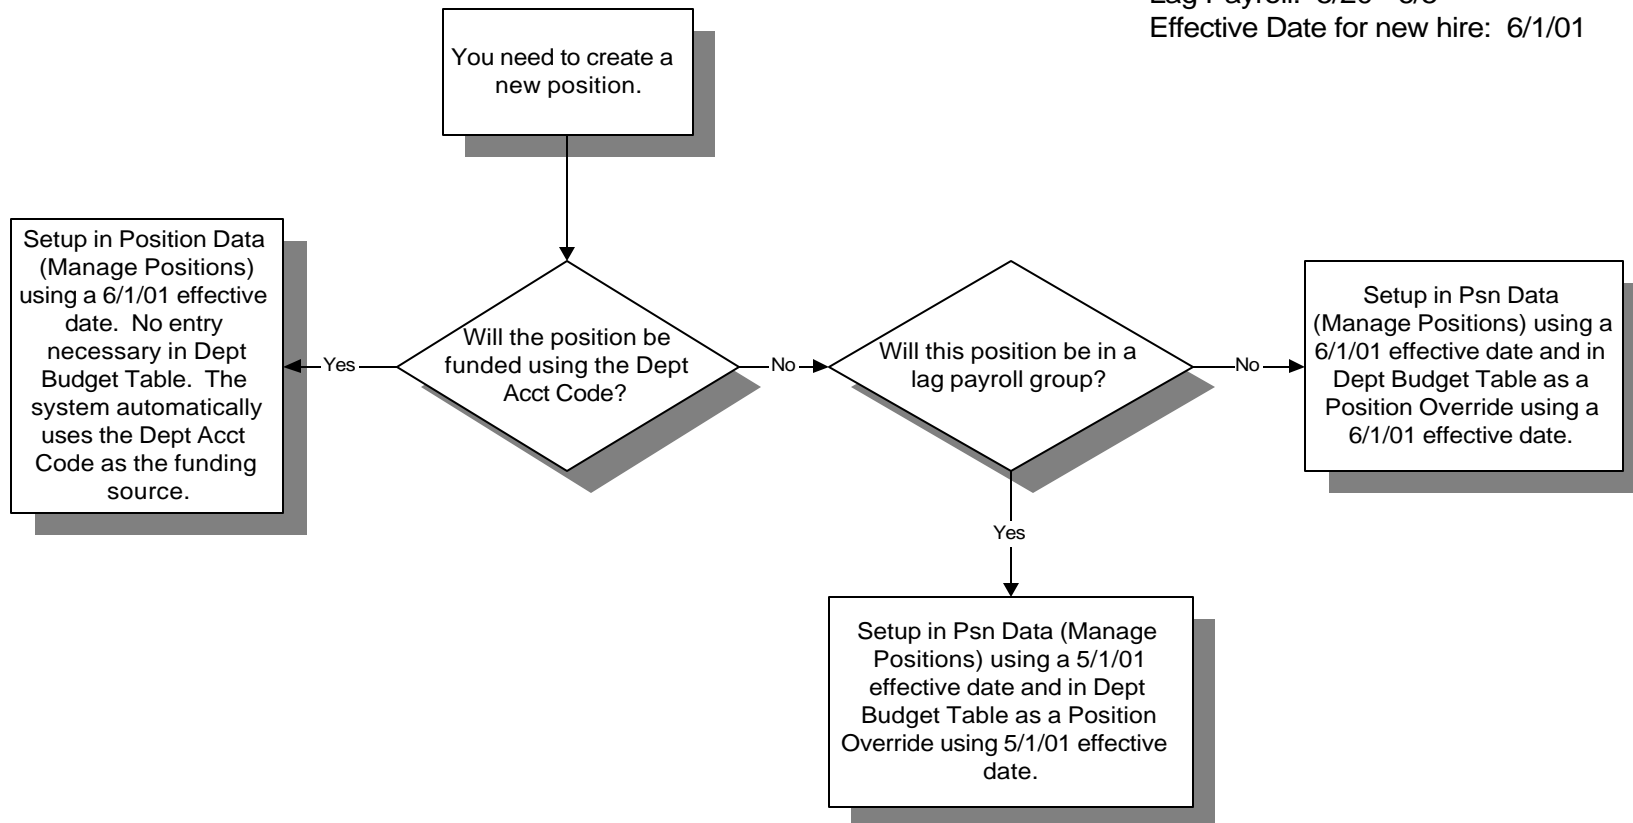 Effective Date for new hire: 6/1/01
You need to create a
new position.
Setup in Position Data
(Manage Positions)
using a 6/1/01 effective
date. No entry
necessary in Dept
Budget Table. The
system automatically
uses the Dept Acct
Code as the funding
source.
Yes
Will the position be
funded using the Dept
Acct Code?
No
Will this position be in a
lag payroll group?
No
Setup in Psn Data
(Manage Positions) using a
6/1/01 effective date and in
Dept Budget Table as a
Position Override using a
6/1/01 effective date.
Yes
Setup in Psn Data (Manage
Positions) using a 5/1/01
effective date and in Dept
Budget Table as a Position
Override using 5/1/01 effective
date.